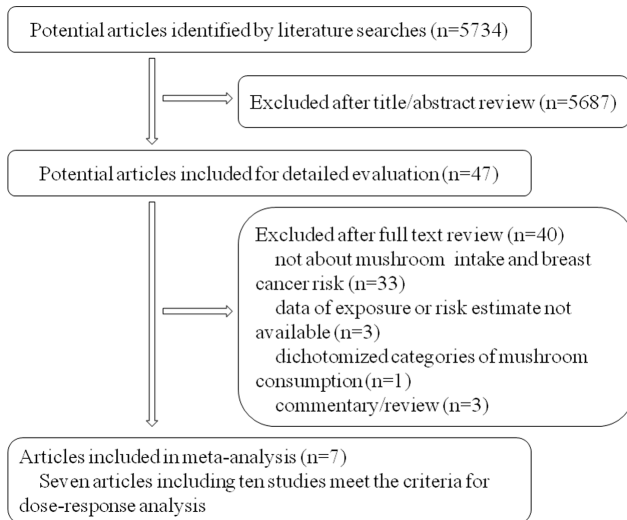 Potential articles identified by literature searches (n=5734)
Excluded after title/abstract review (n=5687)
Potential articles included for detailed evaluation (n=47)
Excluded after full text review (n=40)
not about mushroom intake and breast
cancer risk (n=33)
data of exposure or risk estimate not
available (n=3)
dichotomized categories of mushroom
consumption (n=1)
commentary/review (n=3)
Articles included in meta-analysis (n=7)
Seven articles including ten studies meet the criteria for
dose-response analysis